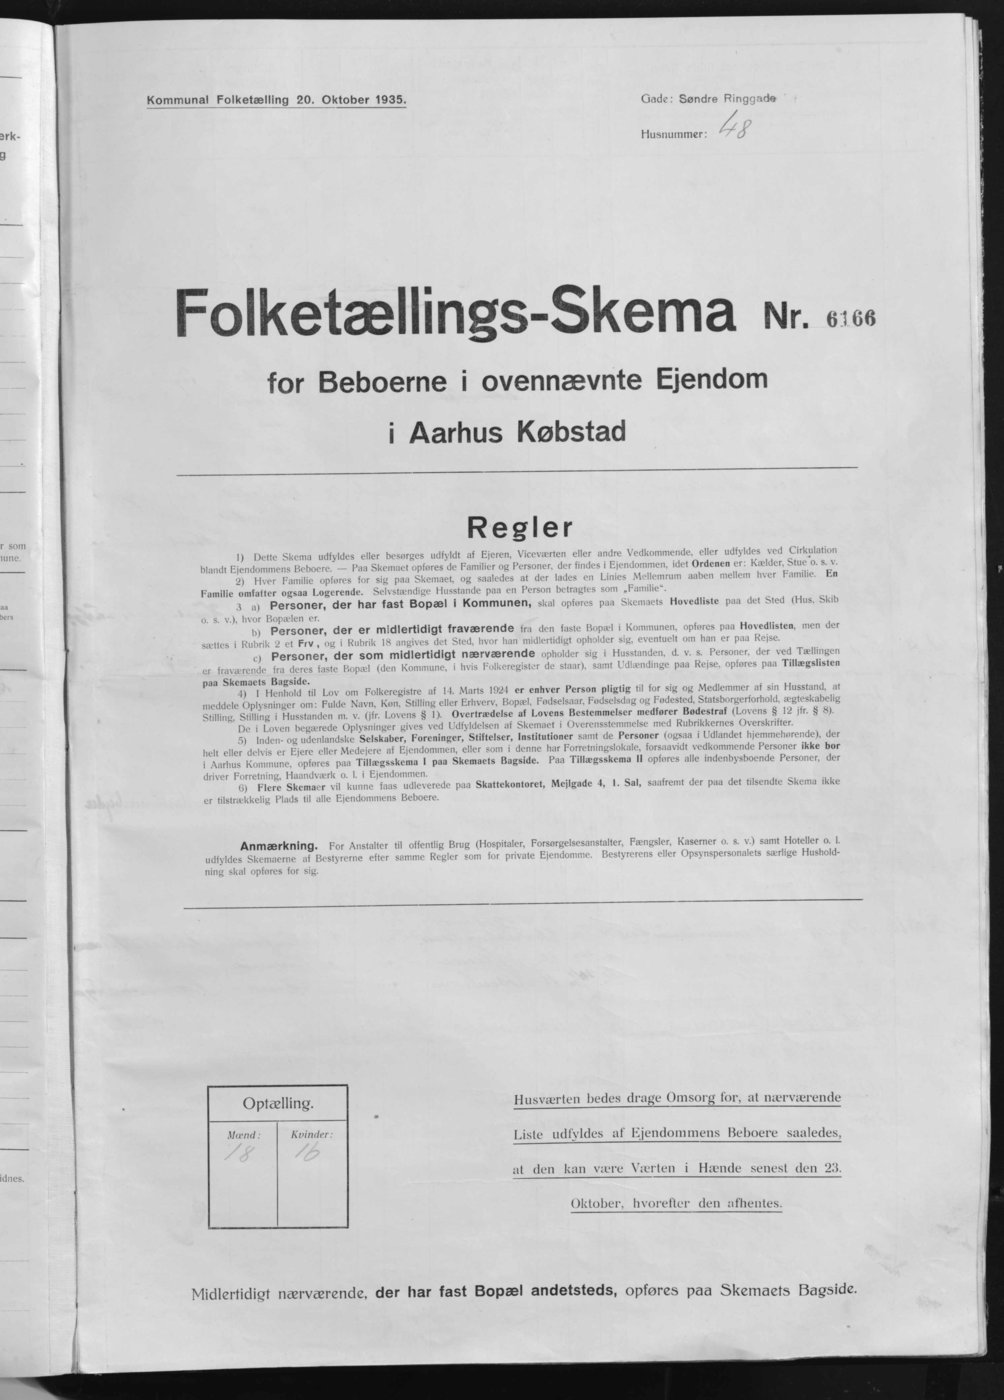 Kommunal Folketælling 20. Oktober 1935.
Gade: Søndre Ringgade
Husnummer: 48
Folketællings-Skema Nr. 6166
for Beboerne i ovennævnte Ejendom
i Aarhus Købstad
Regler
1) Dette Skema udfyldes eller besørges udfyldt af Ejeren, Viceværten eller andre Vedkommende, eller udfyldes ved Cirkulation
blandt Ejendommens Beboere. — Paa Skemaet opføres de Familier og Personer, der findes i Ejendommen, idet Ordenen er: Kælder, Stue o. s. v.
2) Hver Familie opføres for sig paa Skemaet, og saaledes at der lades en Linies Mellemrum aaben mellem hver Familie. En
Familie omfatter ogsaa Logerende. Selvstændige Husstande paa en Person betragtes som „Familie“.
3 a) Personer, der har fast Bopæl i Kommunen, skal opføres paa Skemaets Hovedliste paa det Sted (Hus, Skib
o. s. v.), hvor Bopælen er.
b) Personer, der er midlertidigt fraværende fra den faste Bopæl i Kommunen, opføres paa Hovedlisten, men der
sættes i Rubrik 2 et Frv., og i Rubrik 18 angives det Sted, hvor han midlertidigt opholder sig, eventuelt om han er paa Rejse.
c) Personer, der som midlertidigt nærværende opholder sig i Husstanden, d. v. s. Personer, der ved Tællingen
er fraværende fra deres faste Bopæl (den Kommune, i hvis Folkeregister de staar), samt Udlændinge paa Rejse, opføres paa Tillægslisten
paa Skemaets Bagside.
4) I Henhold til Lov om Folkeregistre af 14. Marts 1924 er enhver Person pligtig til for sig og Medlemmer af sin Husstand, at
meddele Oplysninger om: Fulde Navn, Køn, Stilling eller Erhverv, Bopæl, Fødselsaar, Fødselsdag og Fødested, Statsborgerforhold, ægteskabelig
Stilling, Stilling i Husstanden m. v. (jfr. Lovens § 1). Overtrædelse af Lovens Bestemmelser medfører Bødestraf (Lovens § 12 jfr. § 8).
De i Loven begærede Oplysninger gives ved Udfyldelsen af Skemaet i Overensstemmelse med Rubrikkernes Overskrifter.
5) Inden- og udenlandske Selskaber, Foreninger, Stiftelser, Institutioner samt de Personer (ogsaa i Udlandet hjemmehørende), der
helt eller delvis er Ejere eller Medejere af Ejendommen, eller som i denne har Forretningslokale, forsaavidt vedkommende Personer ikke bor
i Aarhus Kommune, opføres paa Tillægsskema I paa Skemaets Bagside. Paa Tillægsskema II opføres alle indenbysboende Personer, der
driver Forretning, Haandværk o. l. i Ejendommen.
6) Flere Skemaer vil kunne faas udleverede paa Skattekontoret, Mejlgade 4, 1. Sal, saafremt der paa det tilsendte Skema ikke
er tilstrækkelig Plads til alle Ejendommens Beboere.
Anmærkning. For Anstalter til offentlig Brug (Hospitaler, Forsørgelsesanstalter, Fængsler, Kaserner o. s. v.) samt Hoteller o. l.
udfyldes Skemaerne af Bestyrerne efter samme Regler som for private Ejendomme. Bestyrerens eller Opsynspersonalets særlige Hushold-
ning skal opføres for sig.
Optælling.
Mænd: Kvinder:
18 16
Husværten bedes drage Omsorg for, at nærværende
Liste udfyldes af Ejendommens Beboere saaledes,
at den kan være Værten i Hænde senest den 23.
Oktober, hvorefter den afhentes.
Midlertidigt nærværende, der har fast Bopæl andetsteds, opføres paa Skemaets Bagside.